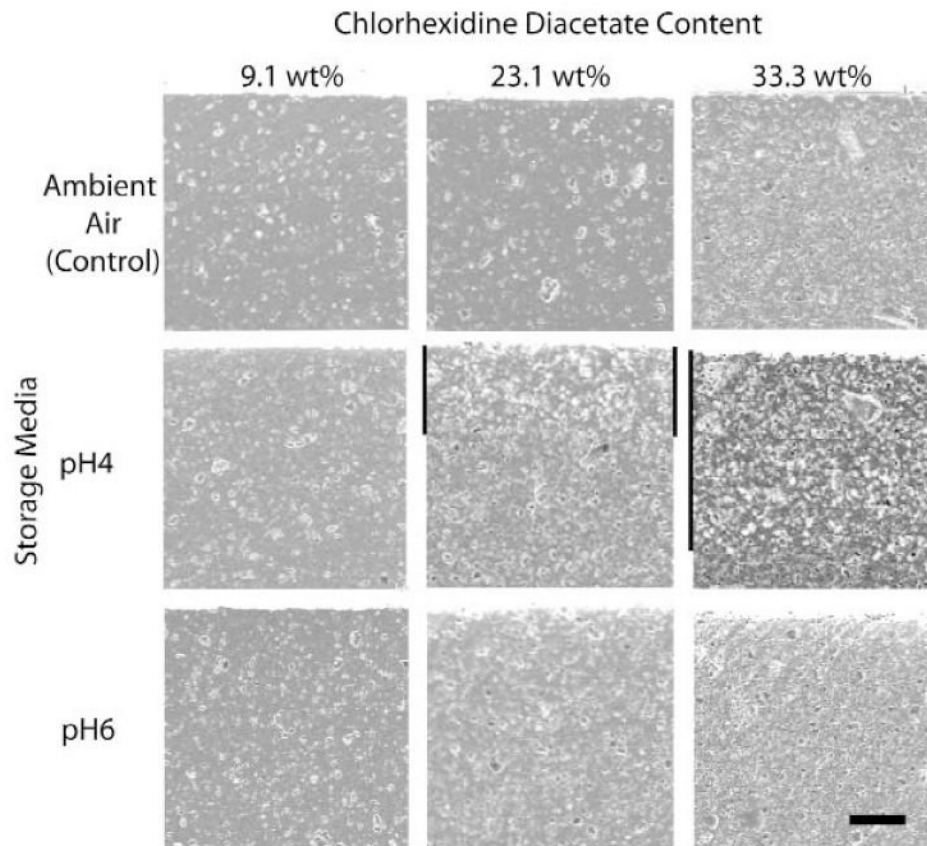 Chlorhexidine Diacetate Content
9.1 wt%
23.1 wt%
33.3 wt%
Storage Media
Ambient
Air
(Control)
pH4
pH6